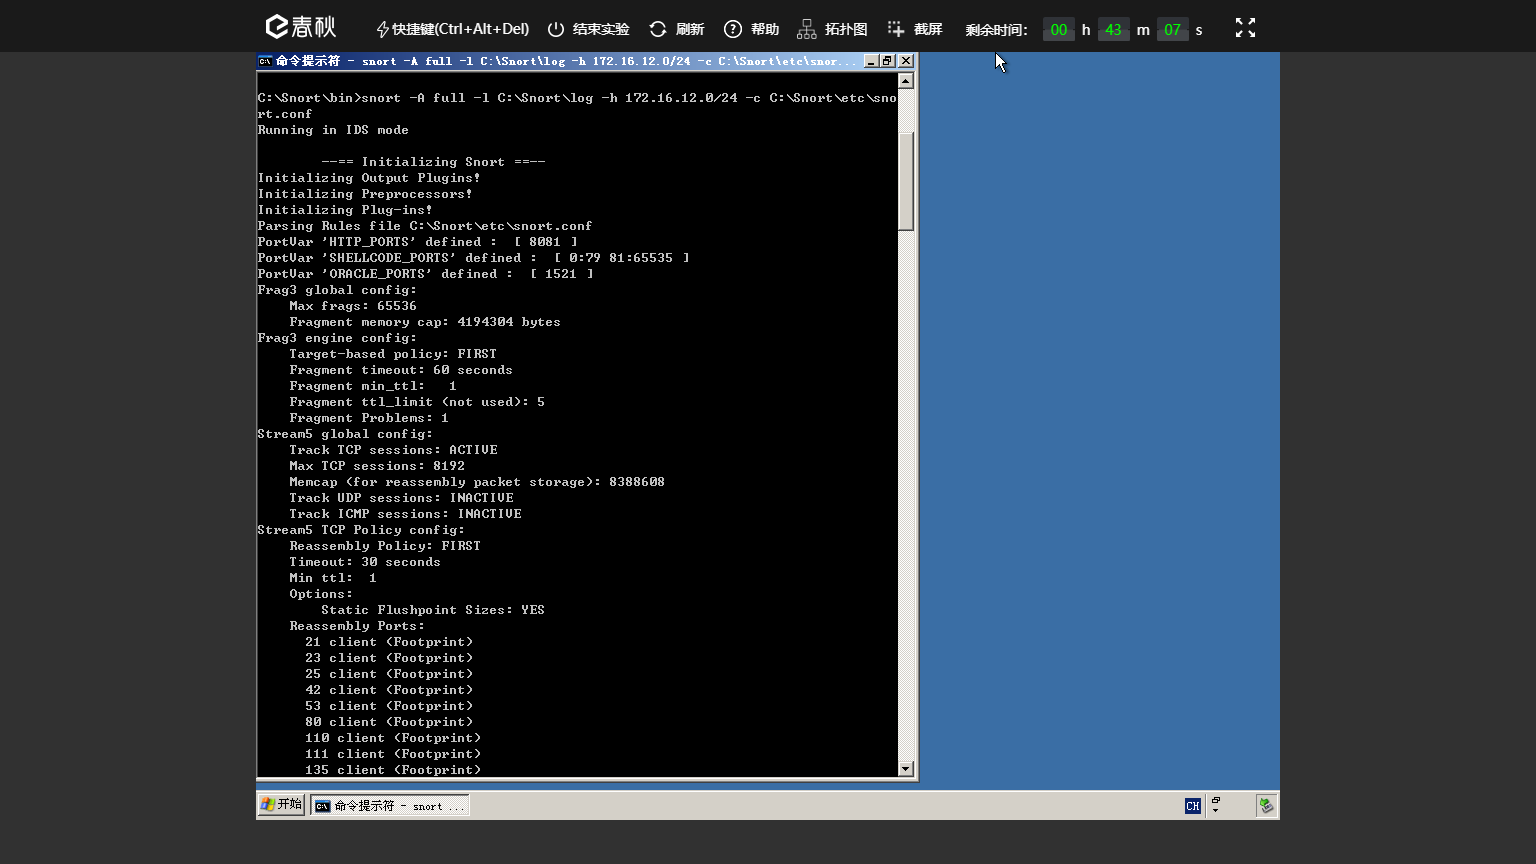 春秋 快捷键(Ctrl+Alt+Del) 结束实验 刷新 帮助 拓扑图 截屏 剩余时间: 00 h 43 m 07 s
命令提示符 - snort -A full -l C:\Snort\log -h 172.16.12.0/24 -c C:\Snort\etc\snor...
C:\Snort\bin>snort -A full -l C:\Snort\log -h 172.16.12.0/24 -c C:\Snort\etc\sno
rt.conf
Running in IDS mode
--== Initializing Snort ==--
Initializing Output Plugins!
Initializing Preprocessors!
Initializing Plug-ins!
Parsing Rules file C:\Snort\etc\snort.conf
PortVar 'HTTP_PORTS' defined :  [ 8081 ]
PortVar 'SHELLCODE_PORTS' defined :  [ 0:79 81:65535 ]
PortVar 'ORACLE_PORTS' defined :  [ 1521 ]
Frag3 global config:
Max frags: 65536
Fragment memory cap: 4194304 bytes
Frag3 engine config:
Target-based policy: FIRST
Fragment timeout: 60 seconds
Fragment min_ttl:   1
Fragment ttl_limit (not used): 5
Fragment Problems: 1
Stream5 global config:
Track TCP sessions: ACTIVE
Max TCP sessions: 8192
Memcap (for reassembly packet storage): 8388608
Track UDP sessions: INACTIVE
Track ICMP sessions: INACTIVE
Stream5 TCP Policy config:
Reassembly Policy: FIRST
Timeout: 30 seconds
Min ttl:  1
Options:
Static Flushpoint Sizes: YES
Reassembly Ports:
21 client (Footprint)
23 client (Footprint)
25 client (Footprint)
42 client (Footprint)
53 client (Footprint)
80 client (Footprint)
110 client (Footprint)
111 client (Footprint)
135 client (Footprint)
开始 命令提示符 - snort ... CH